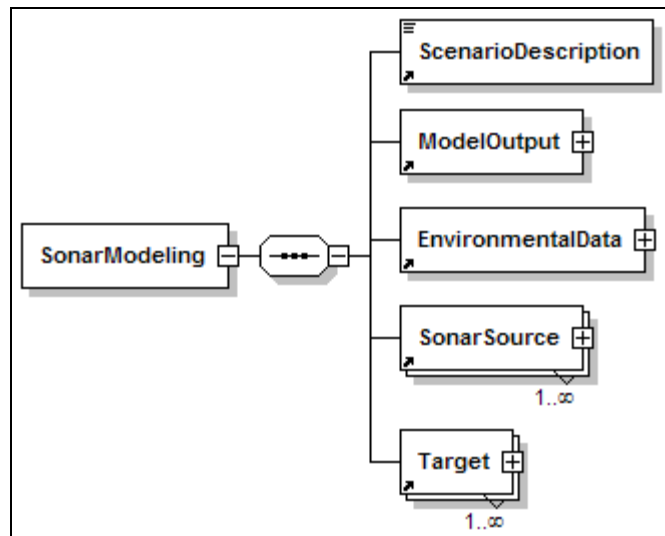 ScenarioDescription
ModelOutput
SonarModeling
EnvironmentalData
SonarSource
1..∞
Target
1..∞